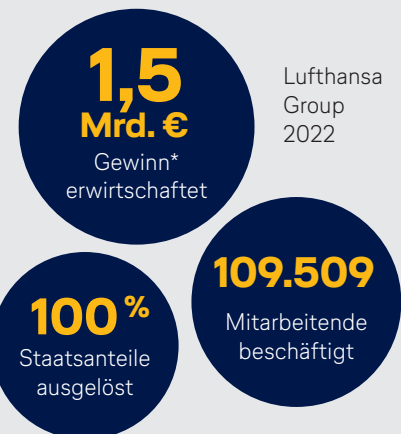 1,5
Mrd. €
Gewinn*
erwirtschaftet
Lufthansa
Group
2022
109.509
Mitarbeitende
beschäftigt
100 %
Staatsanteile
ausgelöst